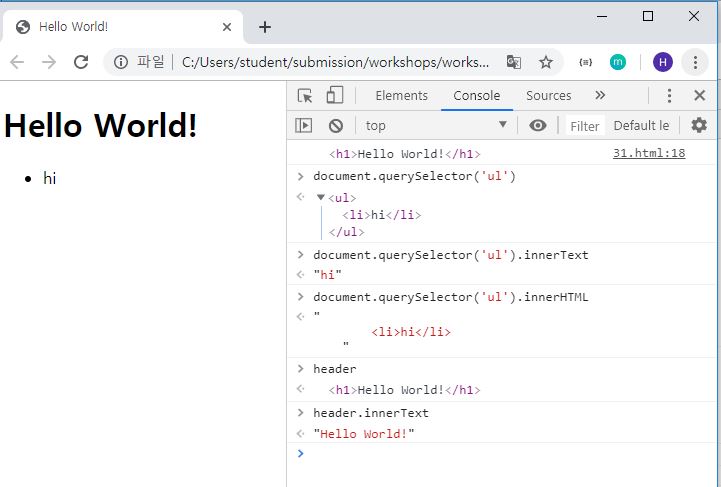 Hello World!
파일 C:/Users/student/submission/workshops/works... H
Elements Console Sources
top Filter Default le
Hello World!
<h1>Hello World!</h1> 31.html:18
hi
document.querySelector('ul')
<ul>
<li>hi</li>
</ul>
document.querySelector('ul').innerText
"hi"
document.querySelector('ul').innerHTML
"
<li>hi</li>
"
header
<h1>Hello World!</h1>
header.innerText
"Hello World!"